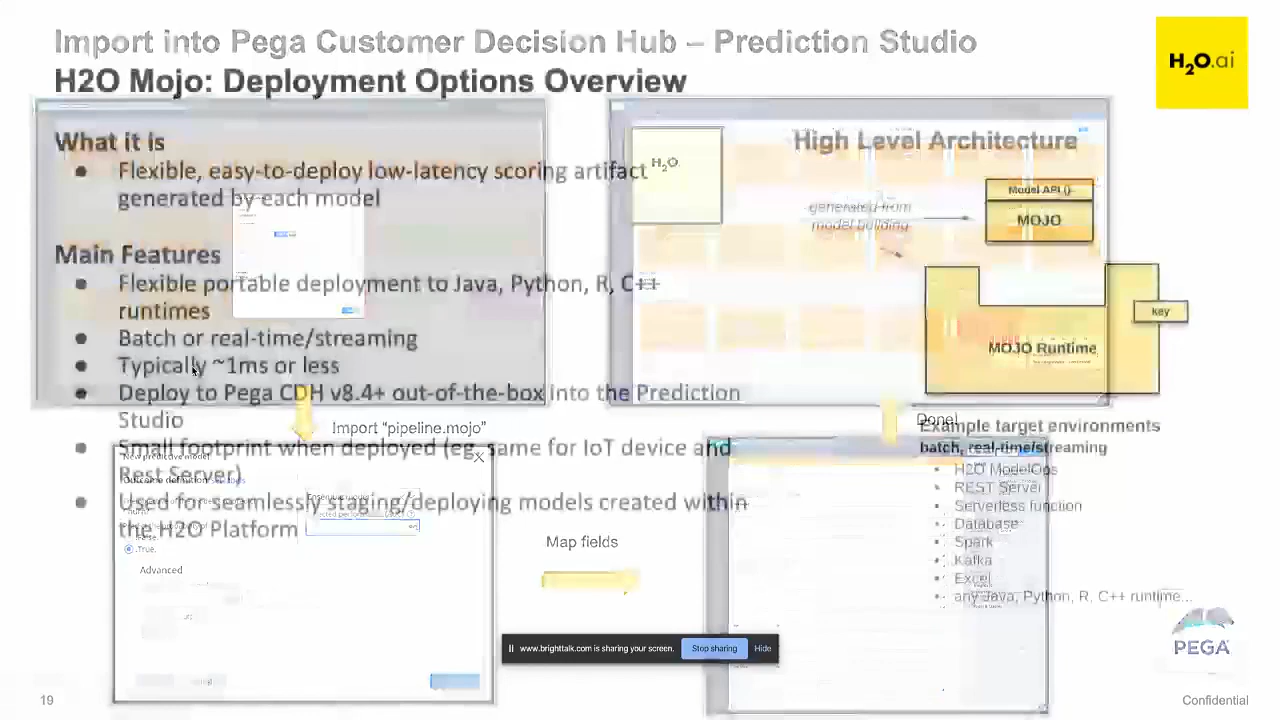 Import into Pega Customer Decision Hub – Prediction Studio
H2O Mojo: Deployment Options Overview
H2O.ai
What it is
● Flexible, easy-to-deploy low-latency scoring artifact
generated by each model
Main Features
● Flexible portable deployment to Java, Python, R, C++
runtimes
● Batch or real-time/streaming
● Typically ~1ms or less
● Deploy to Pega CDH v8.4+ out-of-the-box into the Prediction
Studio
● Small footprint when deployed (eg. same for IoT device and
Rest Server)
● Used for seamlessly staging/deploying models created within
the H2O Platform
H2O
High Level Architecture
generated from
model building
Model API ()
MOJO
key
MOJO Runtime
Import “pipeline.mojo”
Done!
Example target environments
batch, real-time/streaming
• H2O ModelOps
• REST Server
• Serverless function
• Database
• Spark
• Kafka
• Excel
• any Java, Python, R, C++ runtime...
New predictive model
Outcome definition
True.
Advanced
Map fields
www.brighttalk.com is sharing your screen.
Stop sharing
Hide
PEGA
19
Confidential